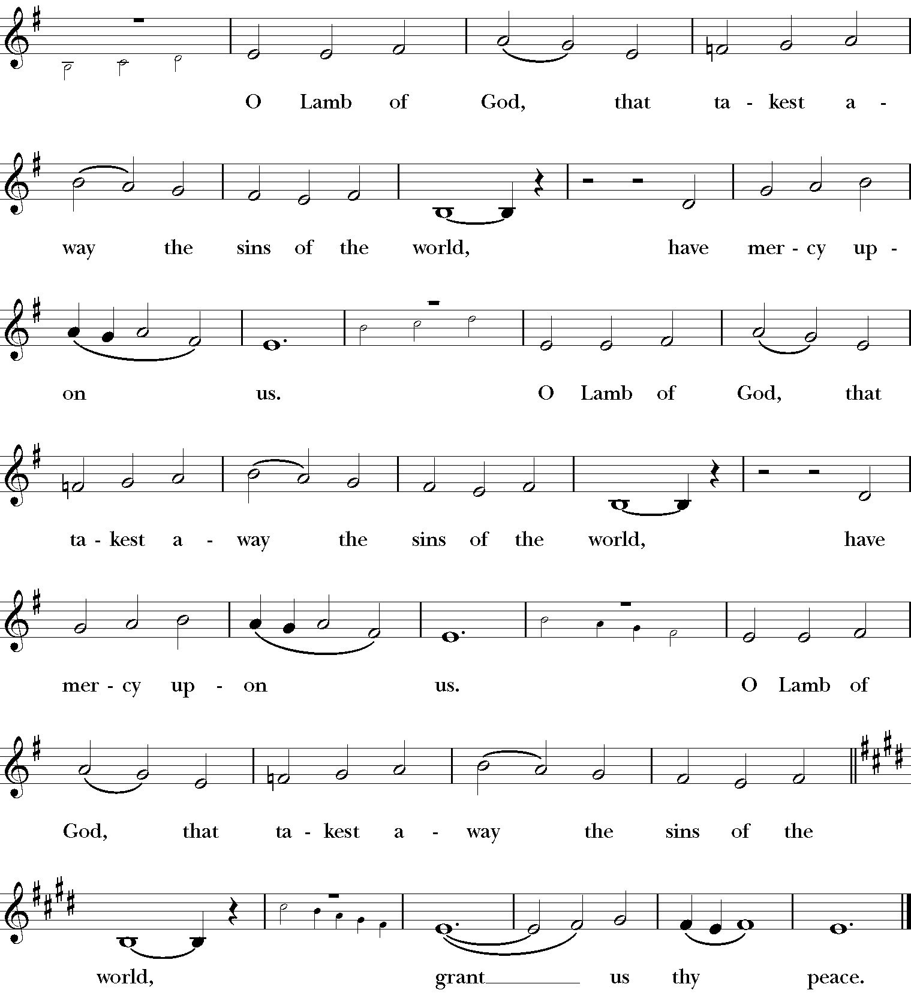 O Lamb of God, that ta - kest a -
way the sins of the world, have mer - cy up -
on us. O Lamb of God, that
ta - kest a - way the sins of the world, have
mer - cy up - on us. O Lamb of
God, that ta - kest a - way the sins of the
world, grant us thy peace.